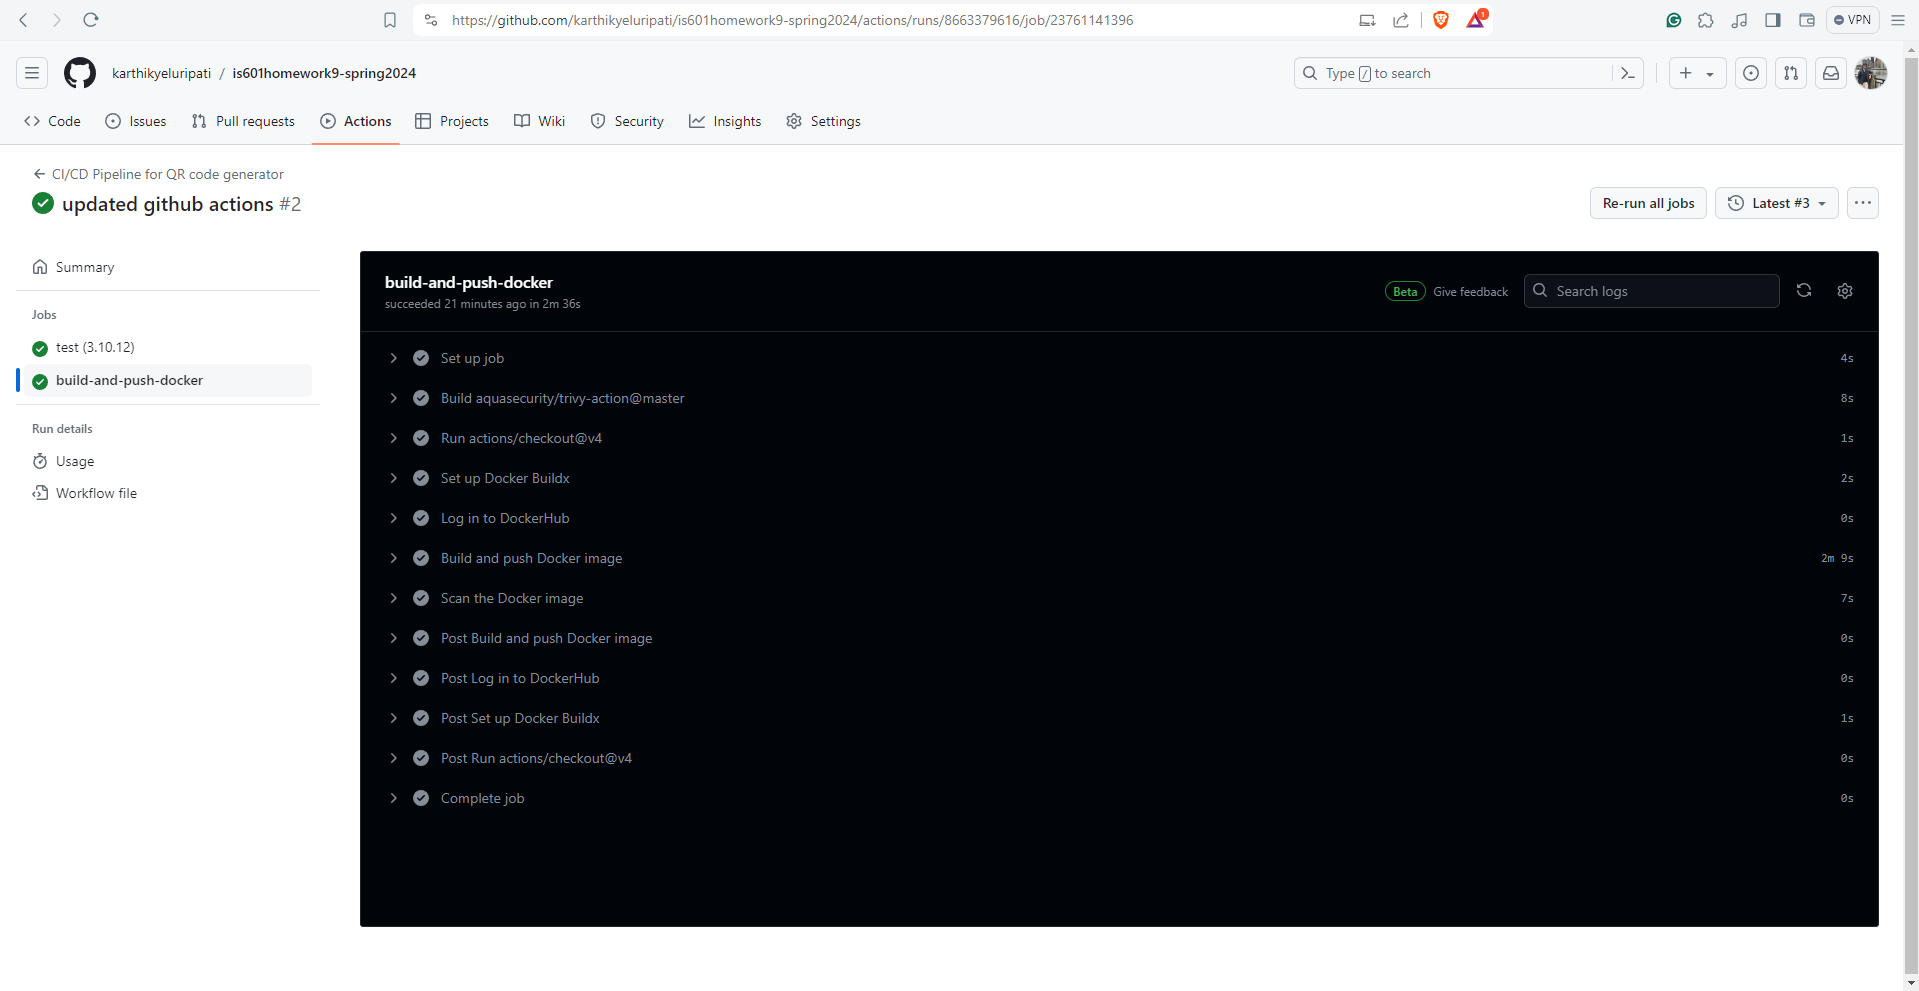 https://github.com/karthikyeluripati/is601homework9-spring2024/actions/runs/8663379616/job/23761141396
1
VPN
karthikyeluripati / is601homework9-spring2024
Type / to search
Code Issues Pull requests Actions Projects Wiki Security Insights Settings
CI/CD Pipeline for QR code generator
updated github actions #2
Re-run all jobs
Latest #3
Summary
Jobs
test (3.10.12)
build-and-push-docker
Run details
Usage
Workflow file
build-and-push-docker
succeeded 21 minutes ago in 2m 36s
Beta Give feedback
Search logs
Set up job 4s
Build aquasecurity/trivy-action@master 8s
Run actions/checkout@v4 1s
Set up Docker Buildx 2s
Log in to DockerHub 0s
Build and push Docker image 2m 9s
Scan the Docker image 7s
Post Build and push Docker image 0s
Post Log in to DockerHub 0s
Post Set up Docker Buildx 1s
Post Run actions/checkout@v4 0s
Complete job 0s